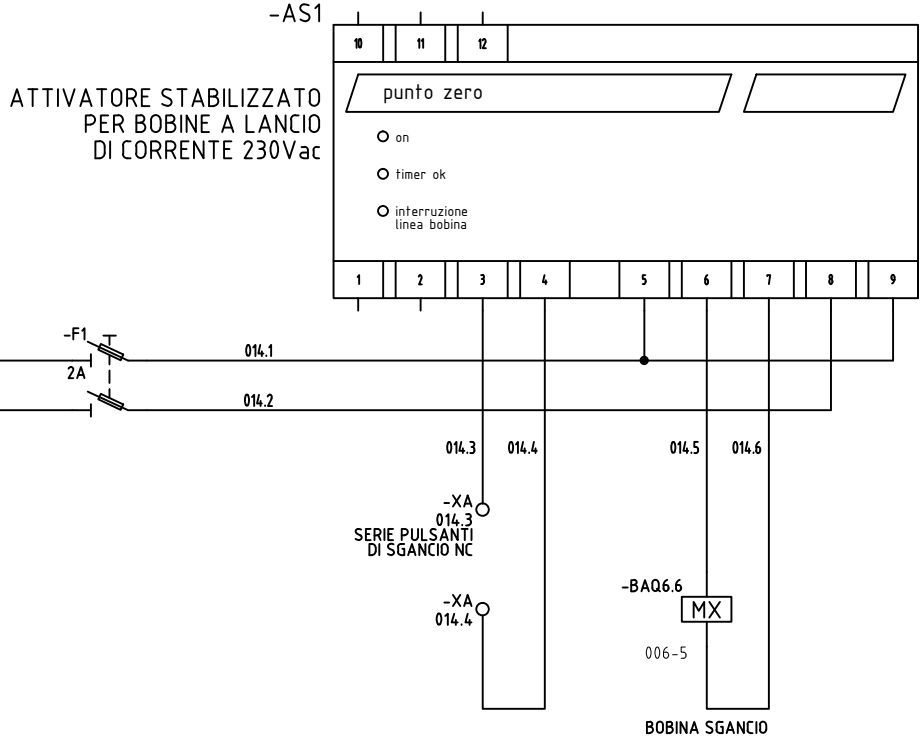 -AS1
10 11 12
ATTIVATORE STABILIZZATO
PER BOBINE A LANCIO
DI CORRENTE 230Vac
punto zero
on
timer ok
interruzione
linea bobina
1 2 3 4 5 6 7 8 9
-F1
2A
014.1
014.2
014.3 014.4 014.5 014.6
-XA
014.3
SERIE PULSANTI
DI SGANCIO NC
-XA
014.4
-BAQ6.6
MX
006-5
BOBINA SGANCIO